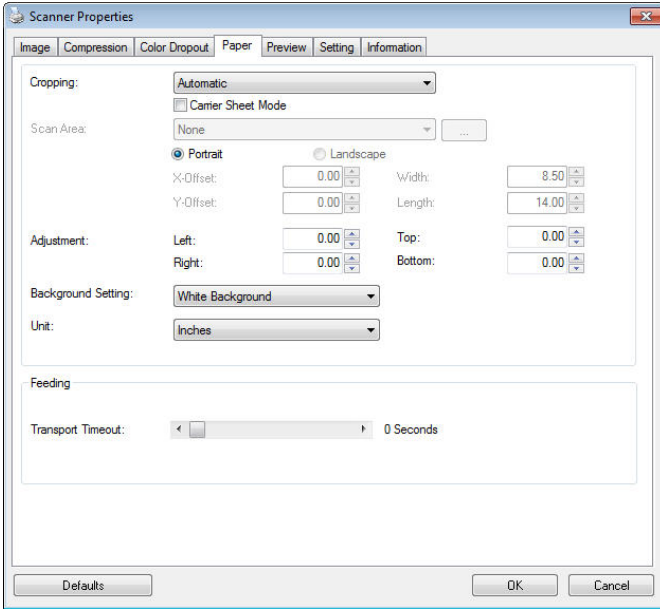 Scanner Properties
Image Compression Color Dropout Paper Preview Setting Information
Cropping: Automatic
Carrier Sheet Mode
Scan Area: None ...
Portrait Landscape
X-Offset: 0.00 Width: 8.50
Y-Offset: 0.00 Length: 14.00
Adjustment: Left: 0.00 Top: 0.00
Right: 0.00 Bottom: 0.00
Background Setting: White Background
Unit: Inches
Feeding
Transport Timeout: 0 Seconds
Defaults OK Cancel